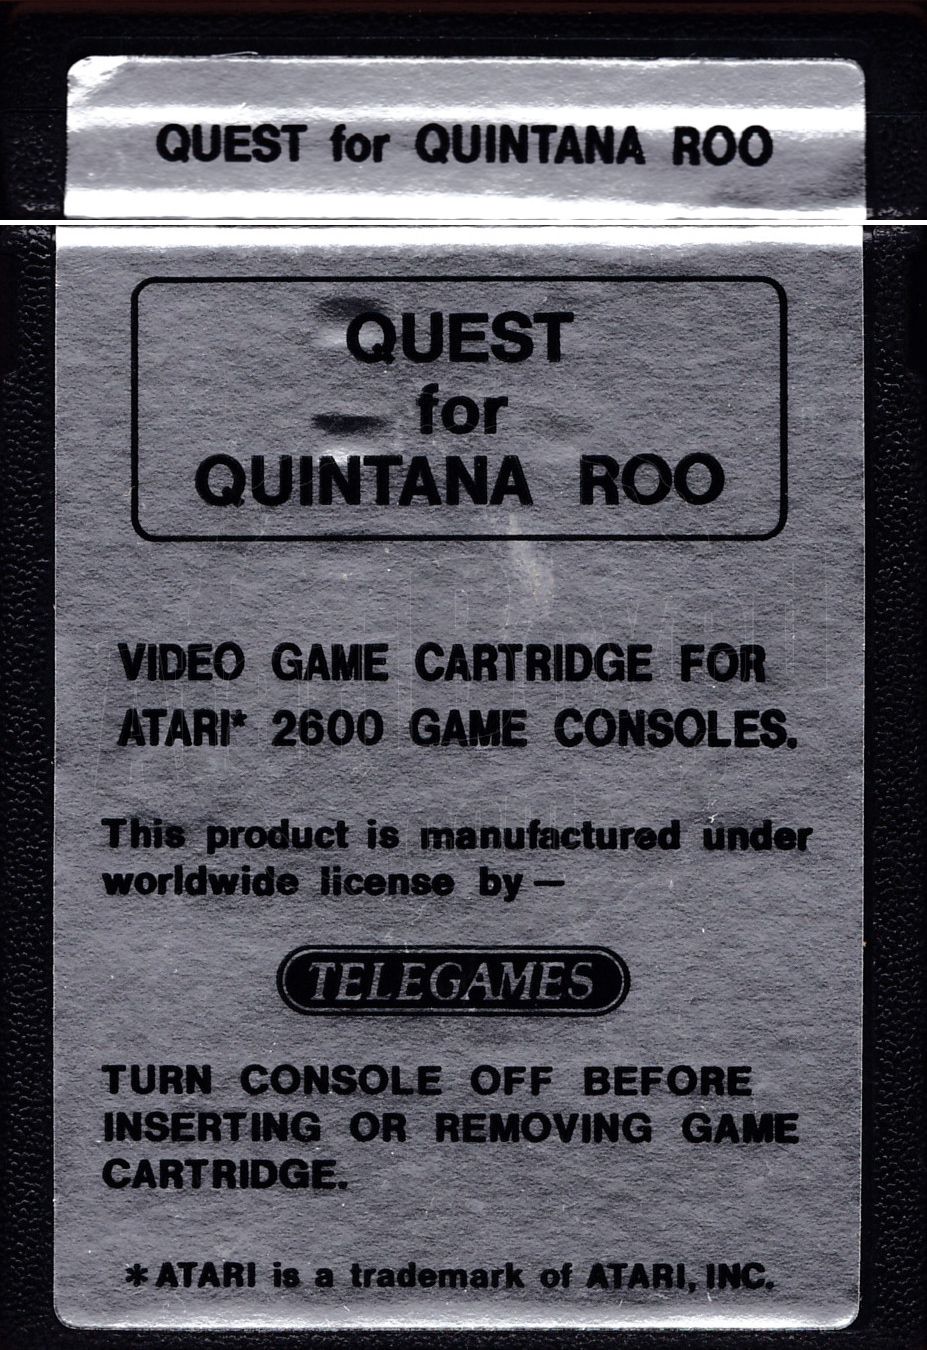 QUEST for QUINTANA ROO
QUEST
for
QUINTANA ROO
VIDEO GAME CARTRIDGE FOR
ATARI* 2600 GAME CONSOLES.
This product is manufactured under
worldwide license by —
TELEGAMES
TURN CONSOLE OFF BEFORE
INSERTING OR REMOVING GAME
CARTRIDGE.
* ATARI is a trademark of ATARI, INC.